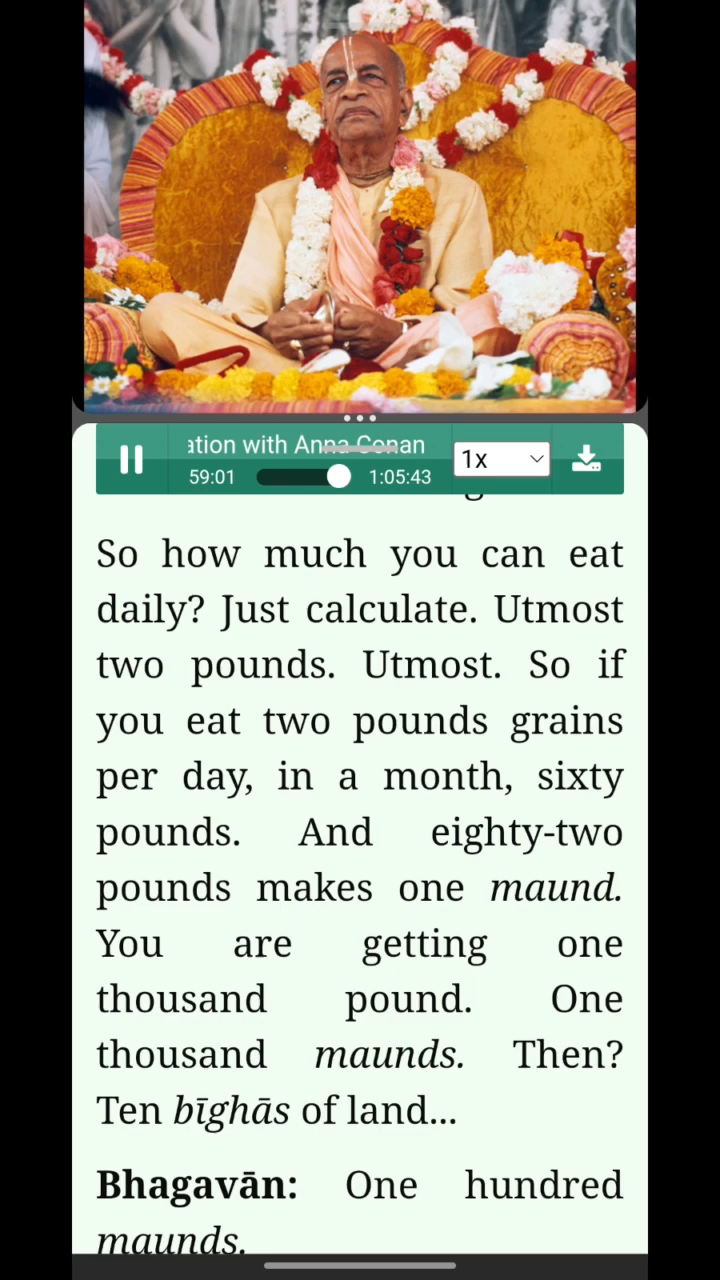 ation with Anna Conan
59:01
1:05:43
1x
So how much you can eat
daily? Just calculate. Utmost
two pounds. Utmost. So if
you eat two pounds grains
per day, in a month, sixty
pounds. And eighty-two
pounds makes one maund.
You are getting one
thousand pound. One
thousand maunds. Then?
Ten bīghās of land...
Bhagavān: One hundred
maunds.